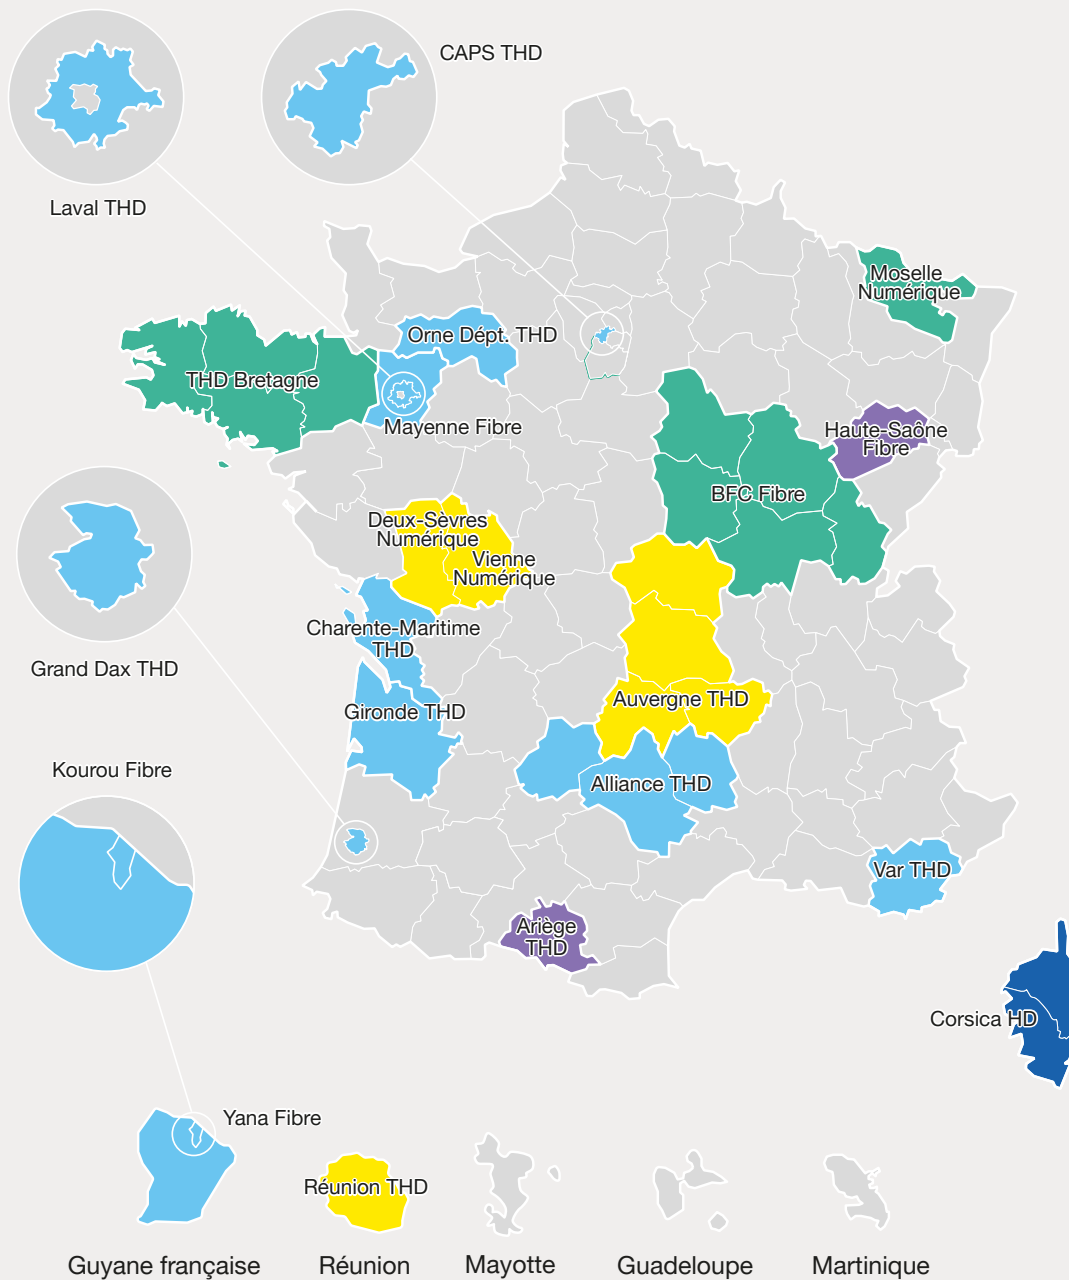 CAPS THD
Laval THD
Moselle
Numérique
Orne Dépt. THD
THD Bretagne
Mayenne Fibre
Haute-Saône
Fibre
BFC Fibre
Deux-Sèvres
Numérique
Vienne
Numérique
Charente-Maritime
THD
Grand Dax THD
Auvergne THD
Gironde THD
Kourou Fibre
Alliance THD
Var THD
Ariège
THD
Corsica HD
Yana Fibre
Réunion THD
Guyane française
Réunion
Mayotte
Guadeloupe
Martinique